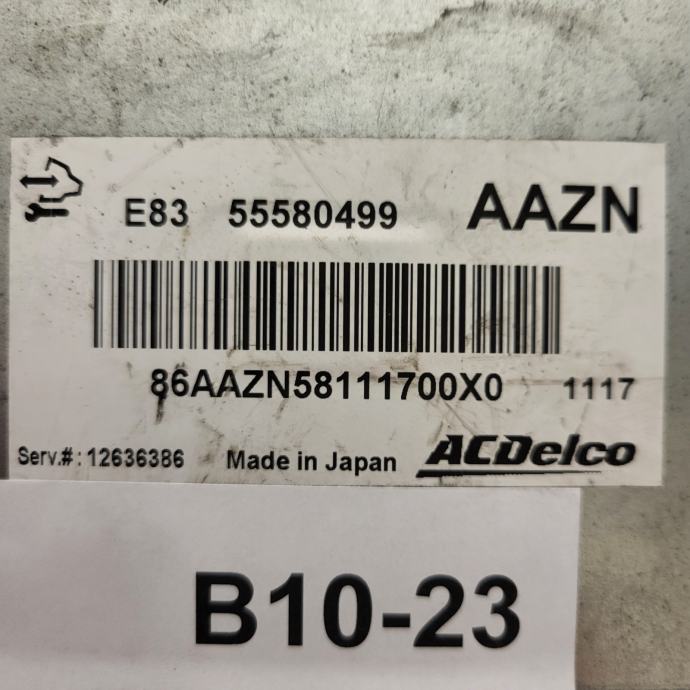 E83 55580499 AAZN
86AAZN58111700X0 1117
Serv.#: 12636386 Made in Japan ACDelco
B10-23